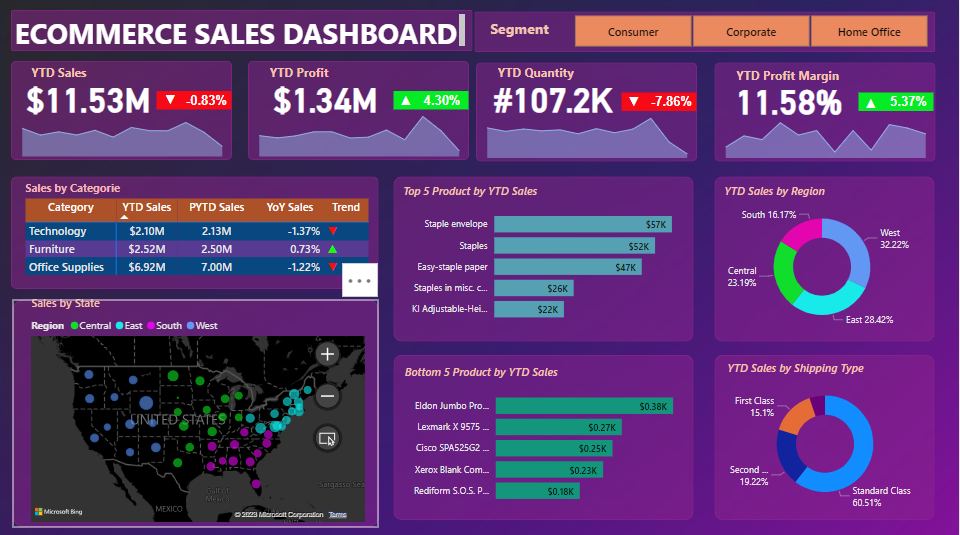 ECOMMERCE SALES DASHBOARD
Segment
Consumer
Corporate
Home Office
YTD Sales
$11.53M
▼ -0.83%
YTD Profit
$1.34M
▲ 4.30%
YTD Quantity
#107.2K
▼ -7.86%
YTD Profit Margin
11.58%
▲ 5.37%
Sales by Categorie
Category YTD Sales PYTD Sales YoY Sales Trend
Technology $2.10M 2.13M -1.37% ▼
Furniture $2.52M 2.50M 0.73% ▲
Office Supplies $6.92M 7.00M -1.22% ▼
Sales by State
Region Central East South West
UNITED STATES
MEXICO
Gulf of
Sargasso Sea
Microsoft Bing
© 2023 Microsoft Corporation Terms
Top 5 Product by YTD Sales
Staple envelope $57K
Staples $52K
Easy-staple paper $47K
Staples in misc. c... $26K
KI Adjustable-Hei... $22K
Bottom 5 Product by YTD Sales
Eldon Jumbo Pro... $0.38K
Lexmark X 9575 ... $0.27K
Cisco SPA525G2 ... $0.25K
Xerox Blank Com... $0.23K
Rediform S.O.S. P... $0.18K
YTD Sales by Region
South 16.17%
West
32.22%
Central
23.19%
East 28.42%
YTD Sales by Shipping Type
First Class
15.1%
Second ...
19.22%
Standard Class
60.51%